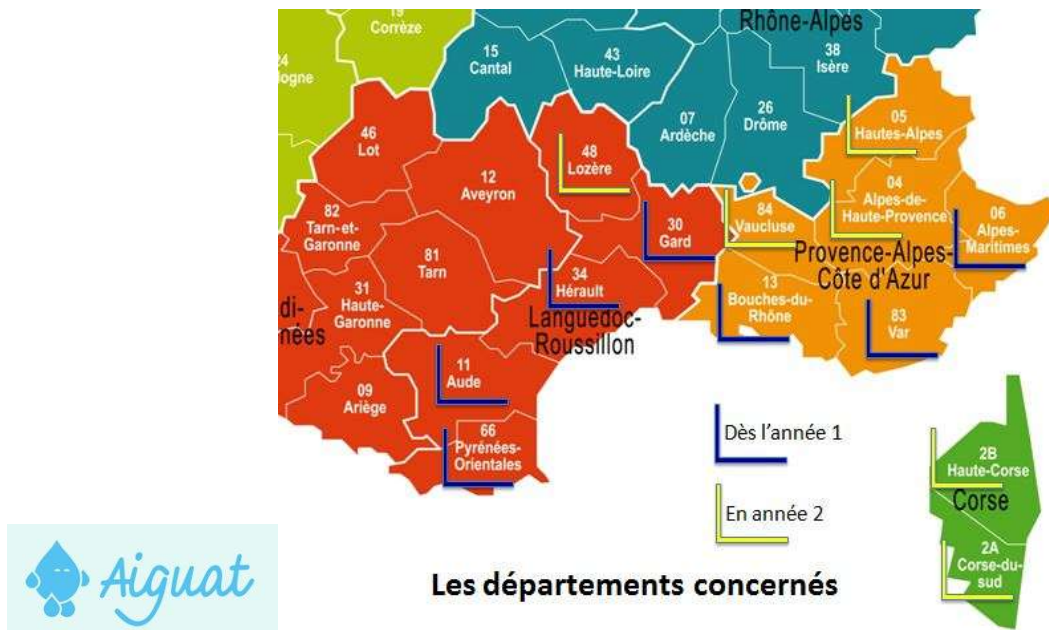 19
Corrèze
Rhône-Alpes
24
logne
15
Cantal
43
Haute-Loire
38
Isère
07
Ardèche
26
Drôme
05
Hautes-Alpes
46
Lot
48
Lozère
12
Aveyron
04
Alpes-de-
Haute-Provence
82
Tarn-et-
Garonne
30
Gard
84
Vaucluse
06
Alpes-
Maritimes
81
Tarn
Provence-Alpes-
Côte d'Azur
34
Hérault
13
Bouches-du-
Rhône
31
Haute-
Garonne
di-
nées
Languedoc-
Roussillon
83
Var
11
Aude
09
Ariège
66
Pyrénées-
Orientales
Dès l'année 1
En année 2
2B
Haute-Corse
Corse
2A
Corse-du-
sud
Aiguat
Les départements concernés